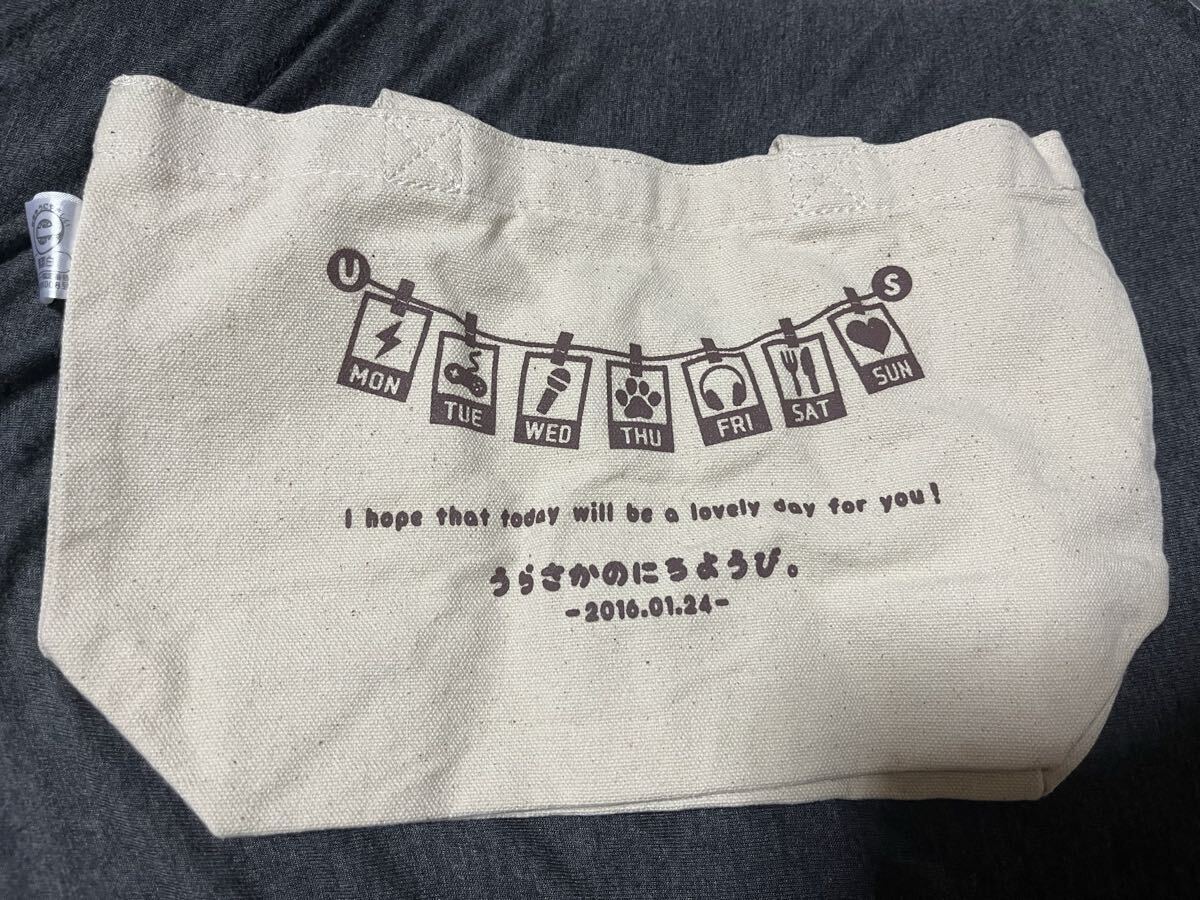 U S
MON TUE WED THU FRI SAT SUN
I hope that today will be a lovely day for you!
うらさかのにちようび。
-2016.01.24-
e